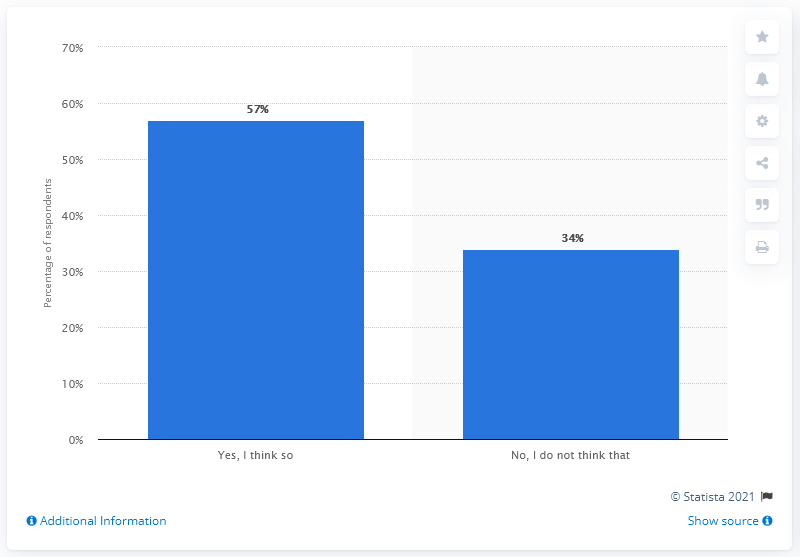 70%
60%
57%
50%
40%
34%
30%
20%
10%
0%
Percentage of respondents
Yes, I think so
No, I do not think that
© Statista 2021
Additional Information
Show source